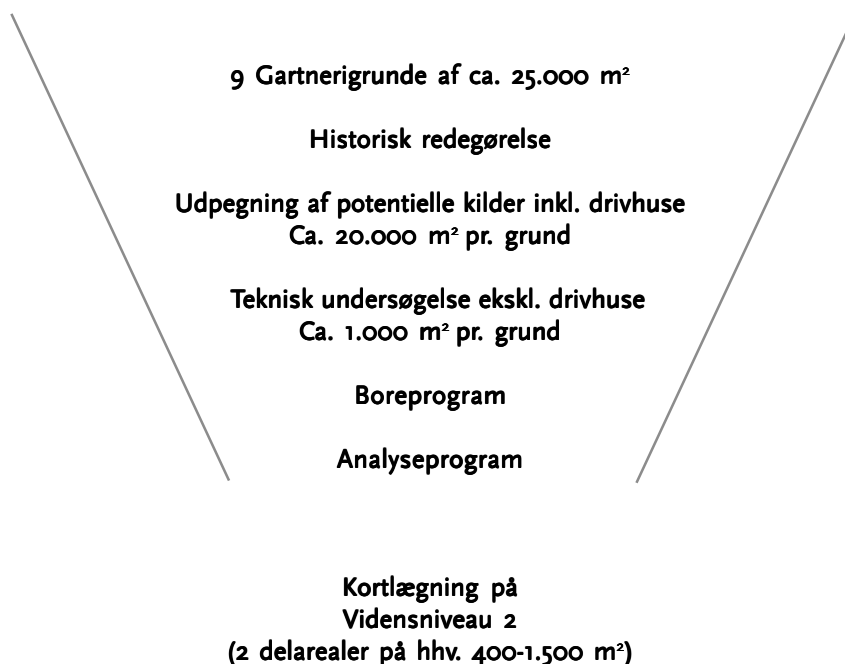 9 Gartnerigrunde af ca. 25.000 m²
Historisk redegørelse
Udpegning af potentielle kilder inkl. drivhuse
Ca. 20.000 m² pr. grund
Teknisk undersøgelse ekskl. drivhuse
Ca. 1.000 m² pr. grund
Boreprogram
Analyseprogram
Kortlægning på
Vidensniveau 2
(2 delarealer på hhv. 400-1.500 m²)